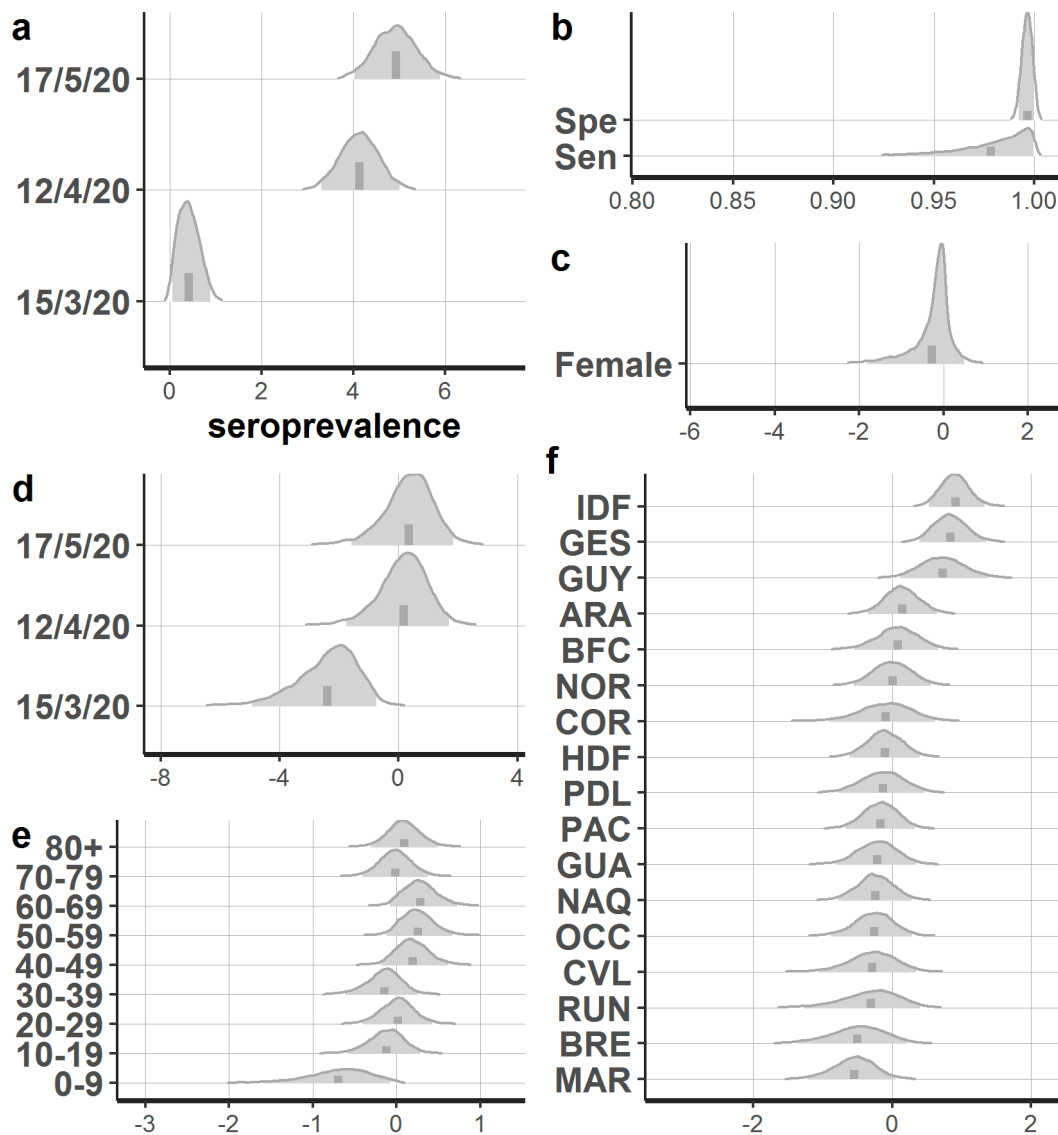 a
17/5/20
12/4/20
15/3/20
0 2 4 6
seroprevalence
b
Spe
Sen
0.80 0.85 0.90 0.95 1.00
c
Female
-6 -4 -2 0 2
d
17/5/20
12/4/20
15/3/20
-8 -4 0 4
e
80+
70-79
60-69
50-59
40-49
30-39
20-29
10-19
0-9
-3 -2 -1 0 1
f
IDF
GES
GUY
ARA
BFC
NOR
COR
HDF
PDL
PAC
GUA
NAQ
OCC
CVL
RUN
BRE
MAR
-2 0 2